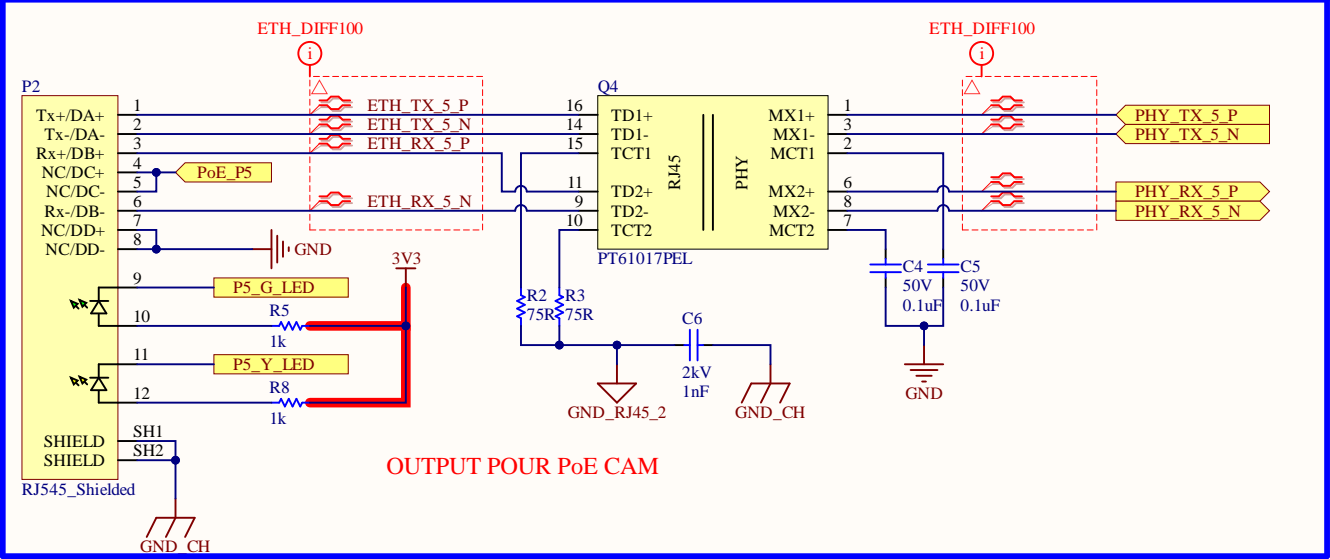 ETH_DIFF100
ETH_DIFF100
i
i
P2
Q4
Tx+/DA+ 1
ETH_TX_5_P
16 TD1+
MX1+ 1
PHY_TX_5_P
Tx-/DA- 2
ETH_TX_5_N
14 TD1-
MX1- 3
PHY_TX_5_N
Rx+/DB+ 3
ETH_RX_5_P
15 TCT1
MCT1 2
NC/DC+ 4
PoE_P5
NC/DC- 5
11 TD2+
MX2+ 6
PHY_RX_5_P
Rx-/DB- 6
ETH_RX_5_N
9 TD2-
MX2- 8
PHY_RX_5_N
NC/DD+ 7
10 TCT2
MCT2 7
NC/DD- 8
GND
RJ45
PHY
PT61017PEL
3V3
9
P5_G_LED
10
R5
1k
11
P5_Y_LED
12
R8
1k
R2
75R
R3
75R
C6
2kV
1nF
C4
50V
0.1uF
C5
50V
0.1uF
GND_RJ45_2
GND_CH
GND
SHIELD SH1
SHIELD SH2
RJ545_Shielded
OUTPUT POUR PoE CAM
GND_CH